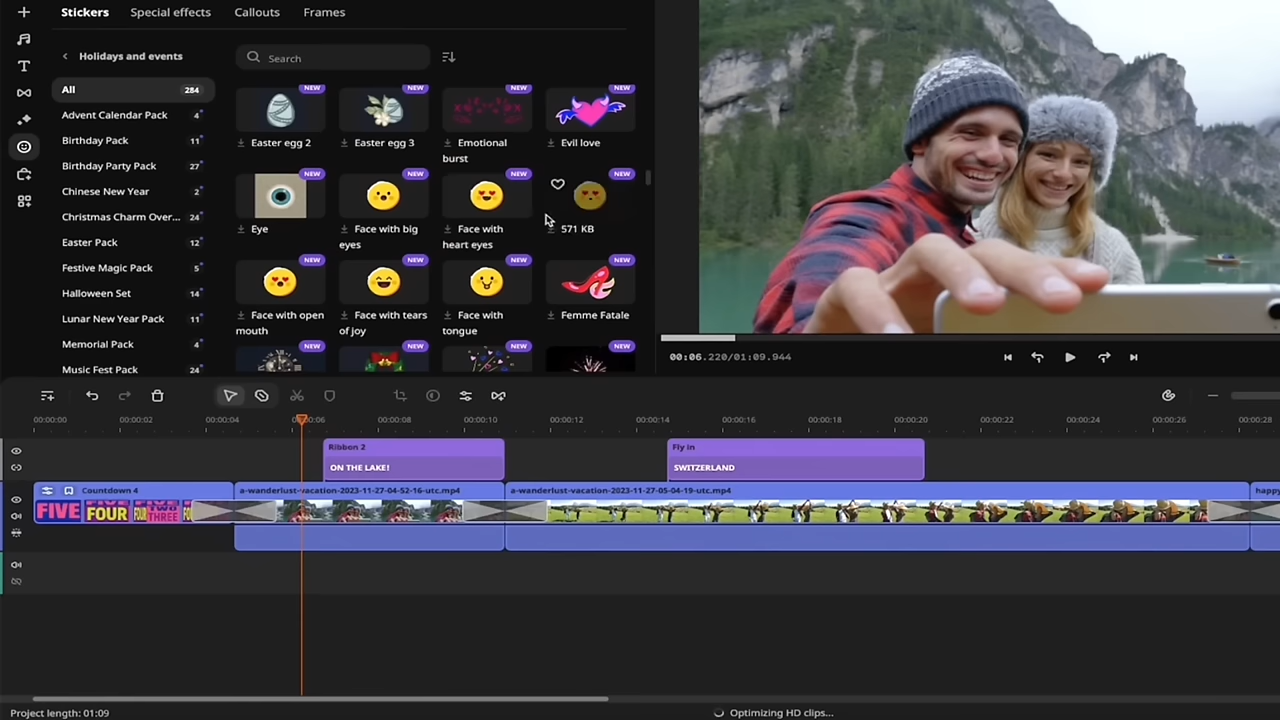 Stickers Special effects Callouts Frames
Holidays and events
Search
All 284
Advent Calendar Pack 4
Birthday Pack 11
Birthday Party Pack 27
Chinese New Year 2
Christmas Charm Over... 24
Easter Pack 12
Festive Magic Pack 5
Halloween Set 14
Lunar New Year Pack 11
Memorial Pack 4
Music Fest Pack 24
NEW NEW NEW NEW
Easter egg 2 Easter egg 3 Emotional burst Evil love
NEW NEW NEW NEW
Eye Face with big eyes Face with heart eyes 571 KB
NEW NEW NEW NEW
Face with open mouth Face with tears of joy Face with tongue Femme Fatale
NEW NEW NEW NEW
00:00:06.220/01:09.944
00:00:00 00:00:02 00:00:04 00:00:06 00:00:08 00:00:10 00:00:12 00:00:14 00:00:16 00:00:18 00:00:20 00:00:22 00:00:24 00:00:26 00:00:28
Ribbon 2 Fly in
ON THE LAKE! SWITZERLAND
Countdown 4 a-wanderlust-vacation-2023-11-27-04-52-16-utc.mp4 a-wanderlust-vacation-2023-11-27-05-04-19-utc.mp4 happy
FIVE FOUR FOUR TWO THREE
Project length: 01:09 Optimizing HD clips...